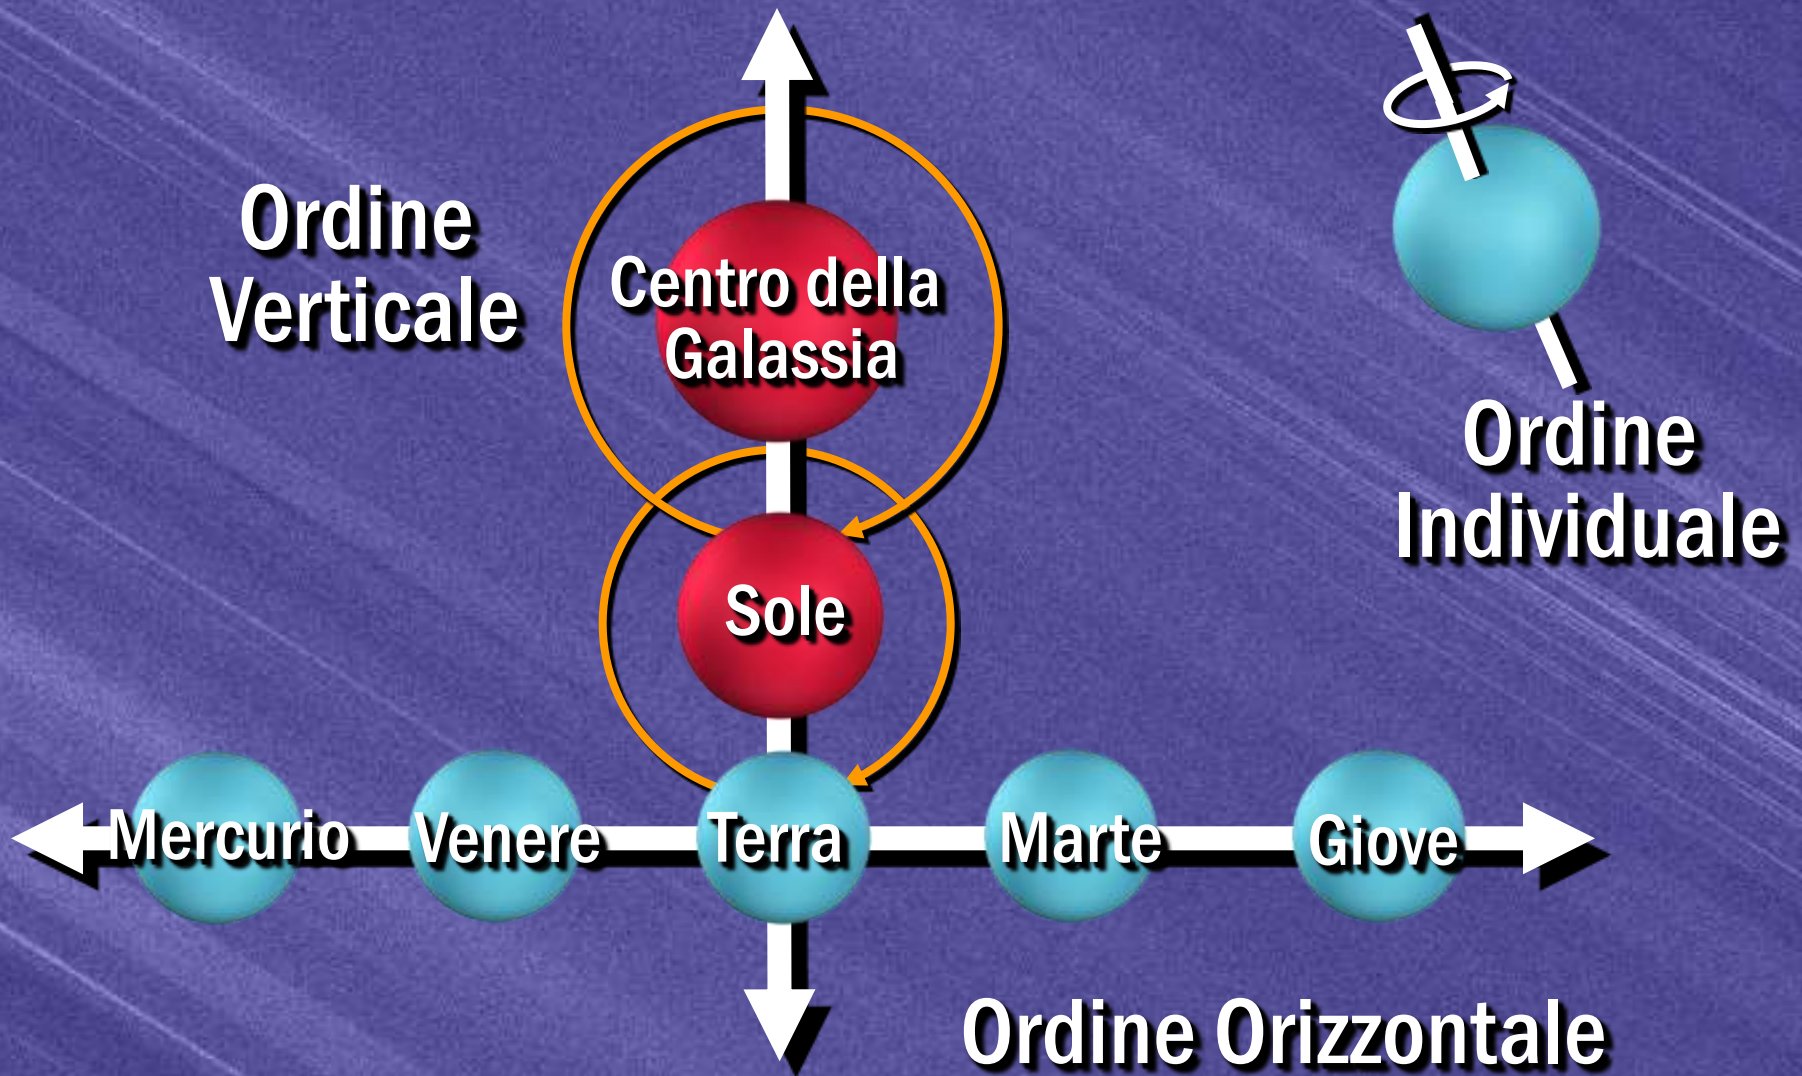 Ordine
Verticale
Centro della
Galassia
Ordine
Individuale
Sole
Mercurio Venere Terra Marte Giove
Ordine Orizzontale